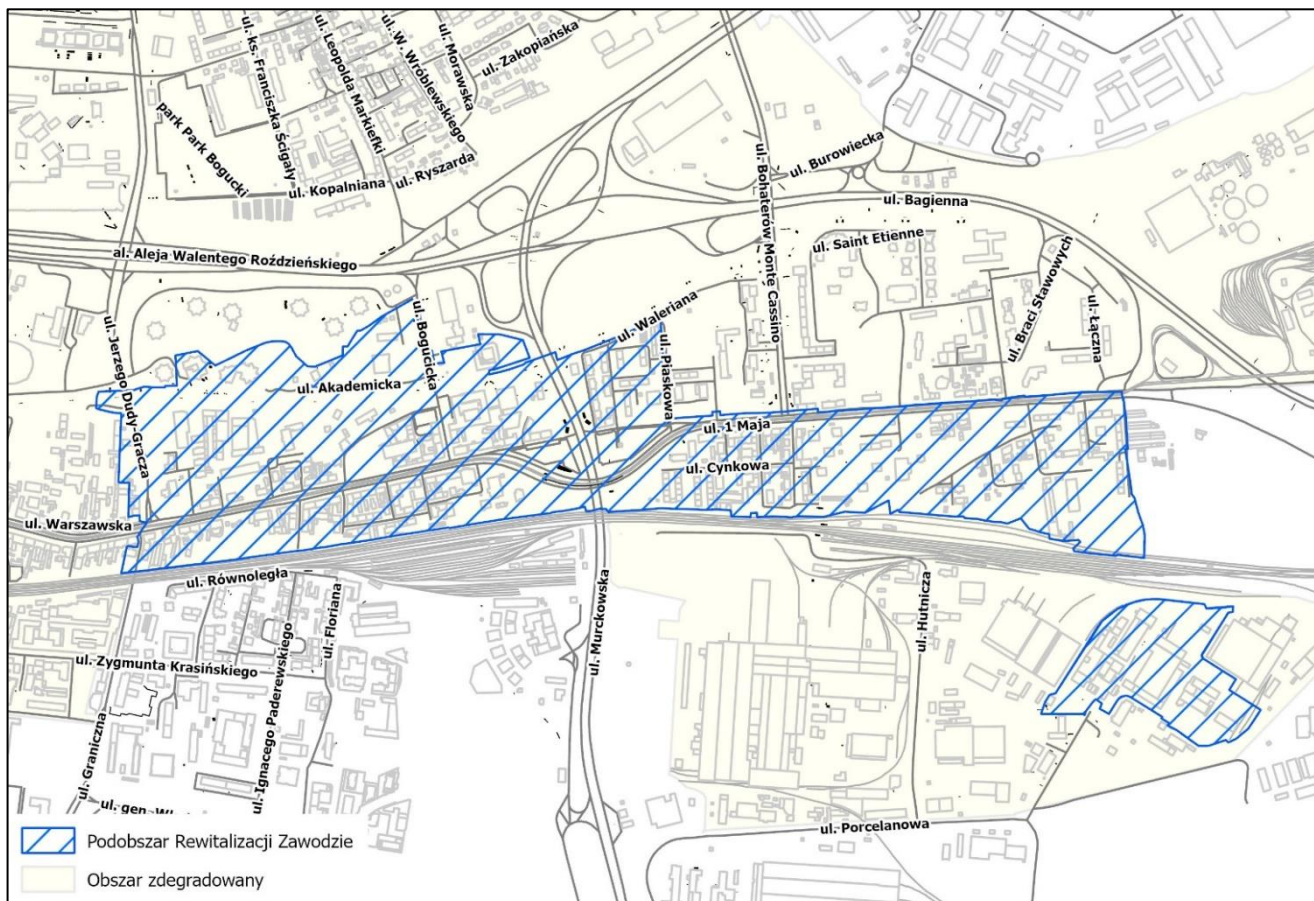 ul. ks. Franciszka Ścigały
ul. Leopolda Markiefki
ul. W. Wróblewskiego
ul. Morawska
ul. Zakopiańska
park Park Bogucki
ul. Kopalniana
ul. Ryszarda
ul. Burowiecka
ul. Bohaterów Monte Cassino
ul. Bagienna
ul. Saint Etienne
al. Aleja Walentego Roździeńskiego
ul. Braci Stawowych
ul. Łączna
ul. Jerzego Dudy-Gracza
ul. Bogucicka
ul. Waleriana
ul. Piaskowa
ul. Akademicka
ul. 1 Maja
ul. Cynkowa
ul. Warszawska
ul. Równoległa
ul. Floriana
ul. Murckowska
ul. Hutnicza
ul. Zygmunta Krasińskiego
ul. Ignacego Paderewskiego
ul. Graniczna
ul. gen.
ul. Porcelanowa
Podobszar Rewitalizacji Zawodzie
Obszar zdegradowany